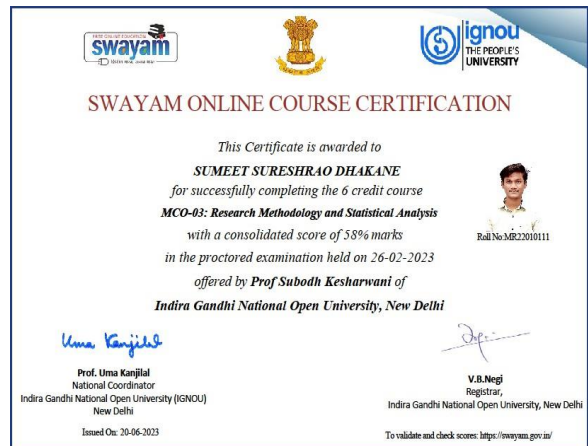 FREE ONLINE EDUCATION
swayam
ignou
THE PEOPLE'S
UNIVERSITY
SWAYAM ONLINE COURSE CERTIFICATION
This Certificate is awarded to
SUMEET SURESHRAO DHAKANE
for successfully completing the 6 credit course
MCO-03: Research Methodology and Statistical Analysis
with a consolidated score of 58% marks
Roll No:MR22010111
in the proctored examination held on 26-02-2023
offered by Prof Subodh Kesharwani of
Indira Gandhi National Open University, New Delhi
Uma Kanjilal
Prof. Uma Kanjilal
National Coordinator
Indira Gandhi National Open University (IGNOU)
New Delhi
Issued On: 20-06-2023
V.B.Negi
Registrar,
Indira Gandhi National Open University, New Delhi
To validate and check scores: https://swayam.gov.in/